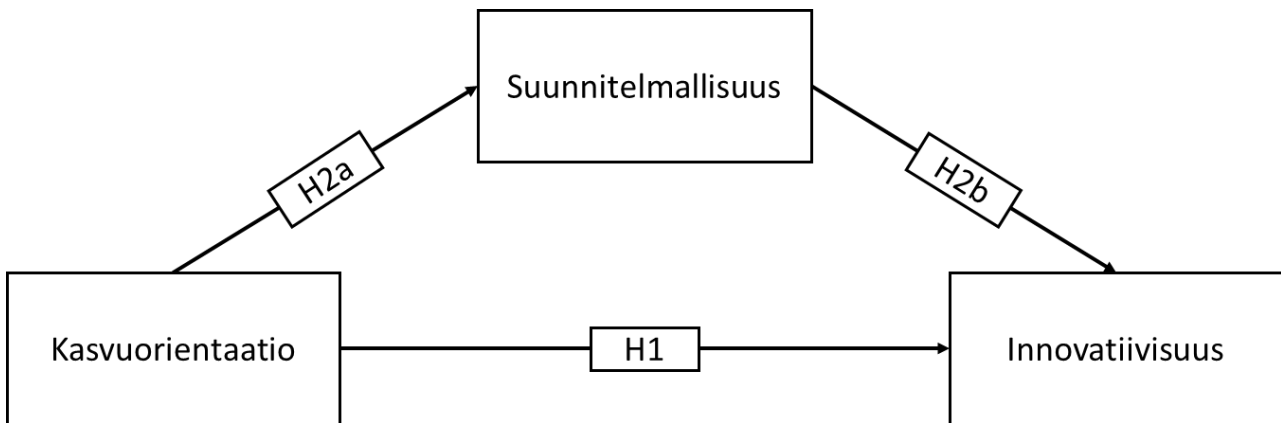 Suunnitelmallisuus
H2a
H2b
Kasvuorientaatio
H1
Innovatiivisuus